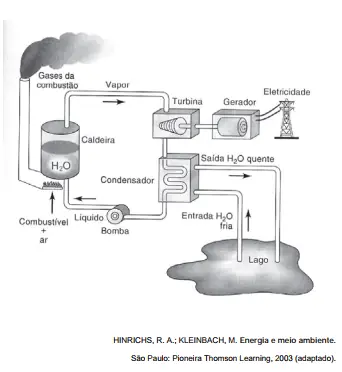 Gases da
combustão
Vapor
Turbina
Gerador
Eletricidade
Caldeira
H₂O
Condensador
Saída H₂O quente
Combustível
+
ar
Líquido
Bomba
Entrada H₂O
fria
Lago
HINRICHS, R. A.; KLEINBACH, M. Energia e meio ambiente.
São Paulo: Pioneira Thomson Learning, 2003 (adaptado).